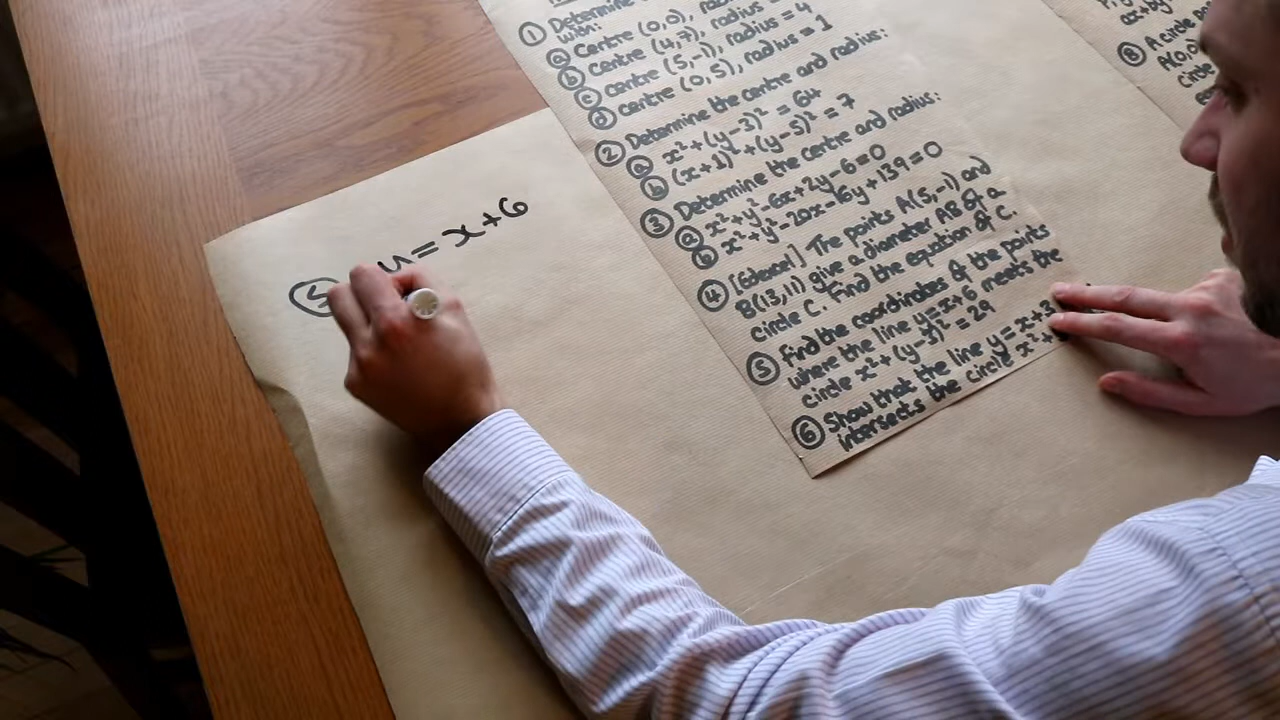 ① Determine
with:
ⓐ Centre (0,0),
ⓑ Centre (4,7), radius
ⓒ centre (5,-1), radius = 4
ⓓ centre (0,5), radius = 1
② Determine the centre and radius:
ⓐ x² + (y-3)² = 64
ⓑ (x+1)² + (y-5)² = 7
③ Determine the centre and radius:
ⓐ x² + y² - 6x + 2y - 6 = 0
ⓑ x² + y² - 20x - 16y + 139 = 0
④ [Edexcel] The points A(5,-1) and
B(13,11) give a diameter AB of a
circle C. Find the equation of C.
⑤ Find the coordinates of the points
where the line y = x+6 meets the
circle x² + (y-3)² = 29
⑥ Show that the line y = x+3
intersects the circle x² +
⑧ A circle
A(0,0
circle
⑤ y = x+6